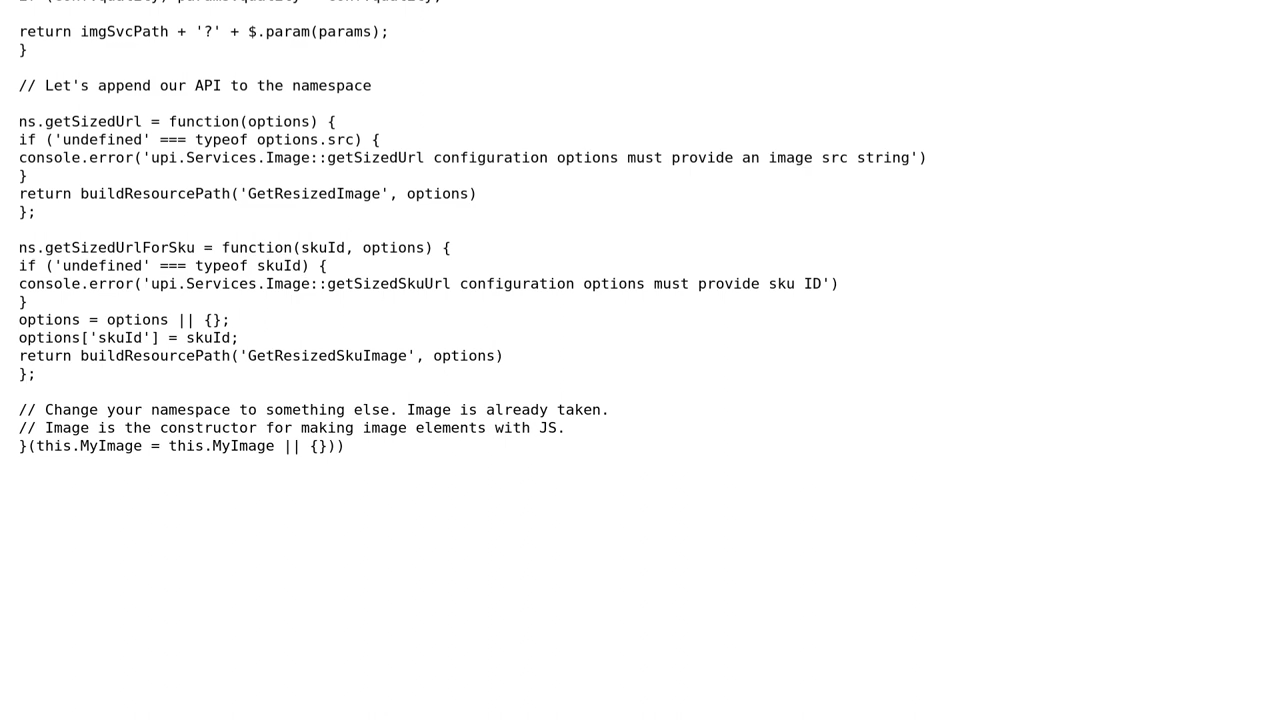 return imgSvcPath + '?' + $.param(params);
}
// Let's append our API to the namespace
ns.getSizedUrl = function(options) {
if ('undefined' === typeof options.src) {
console.error('upi.Services.Image::getSizedUrl configuration options must provide an image src string')
}
return buildResourcePath('GetResizedImage', options)
};
ns.getSizedUrlForSku = function(skuId, options) {
if ('undefined' === typeof skuId) {
console.error('upi.Services.Image::getSizedSkuUrl configuration options must provide sku ID')
}
options = options || {};
options['skuId'] = skuId;
return buildResourcePath('GetResizedSkuImage', options)
};
// Change your namespace to something else. Image is already taken.
// Image is the constructor for making image elements with JS.
}(this.MyImage = this.MyImage || {}))